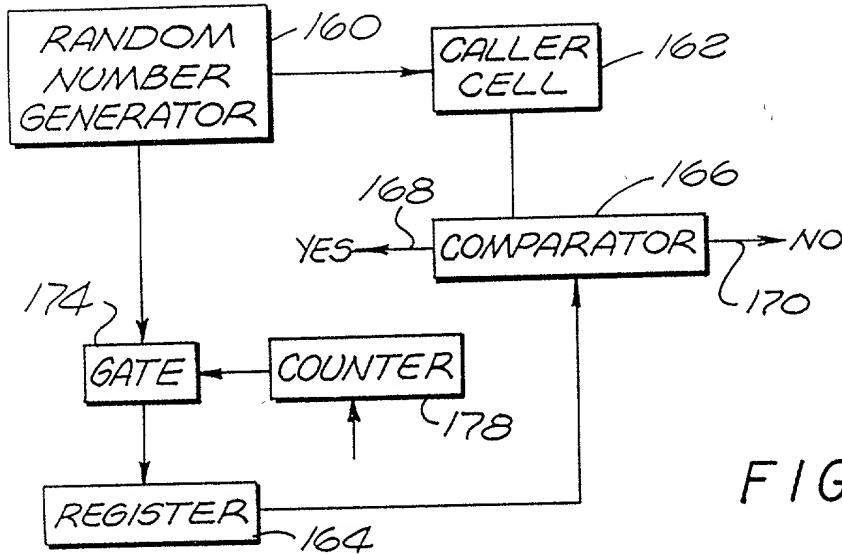 RANDOM
NUMBER
GENERATOR
160
CALLER
CELL
162
168
166
YES
COMPARATOR
NO
170
174
GATE
COUNTER
178
REGISTER
164
FIG